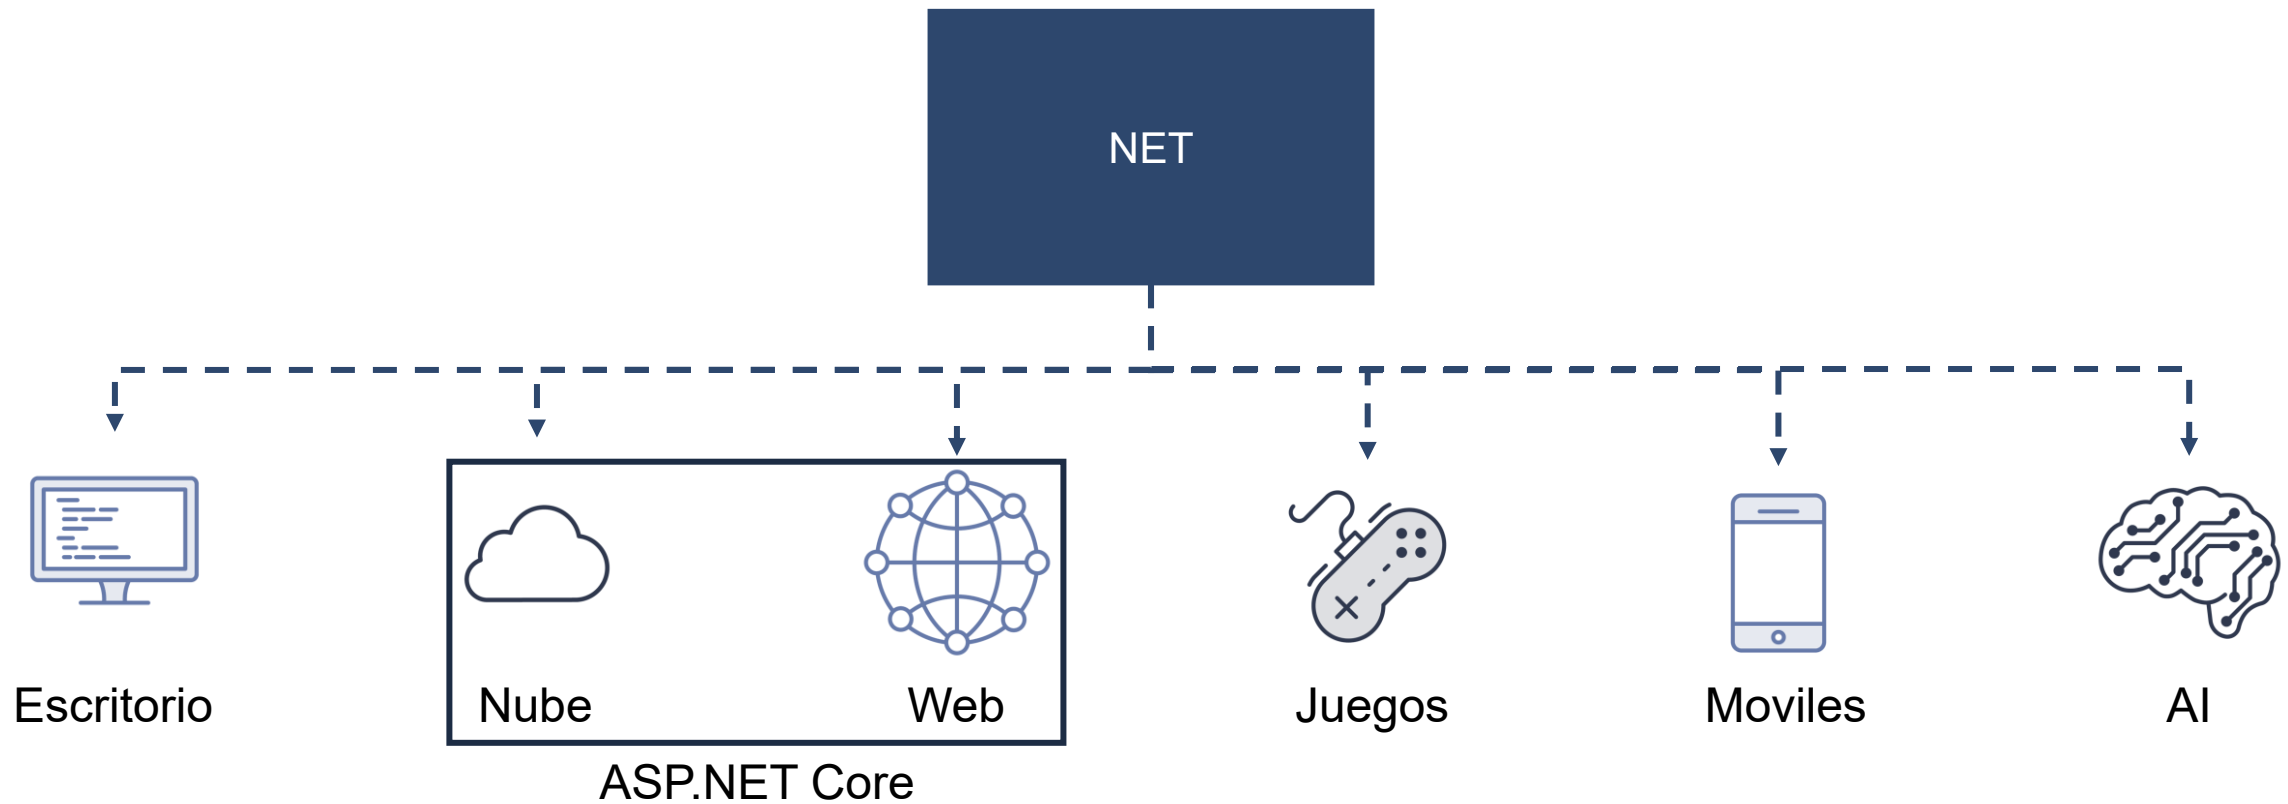 NET
Escritorio
Nube
Web
Juegos
Moviles
AI
ASP.NET Core